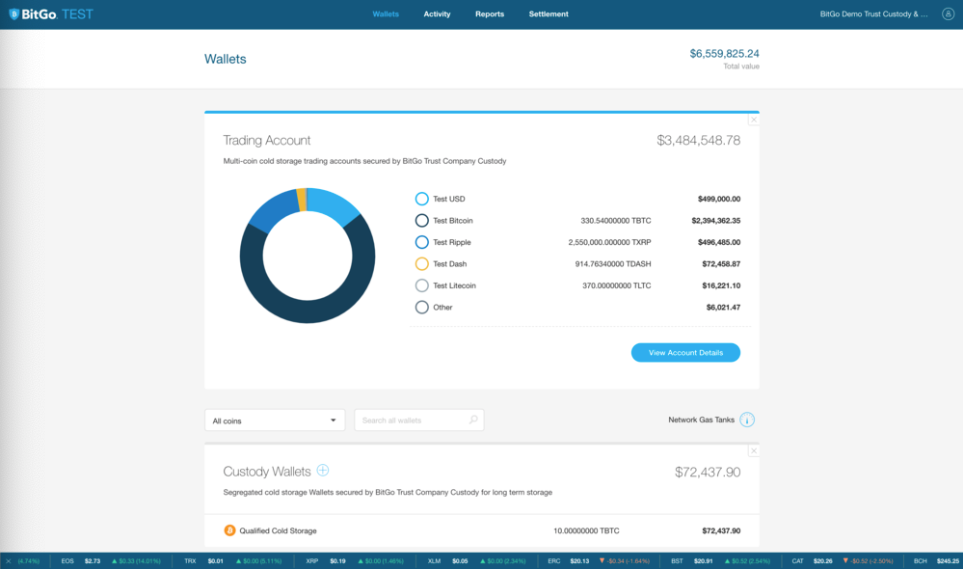 BitGo TEST Wallets Activity Reports Settlement BitGo Demo Trust Custody & ...
Wallets $6,559,825.24
Total value
Trading Account $3,484,548.78
Multi-coin cold storage trading accounts secured by BitGo Trust Company Custody
Test USD $499,000.00
Test Bitcoin 330.54000000 TBTC $2,394,362.35
Test Ripple 2,550,000.000000 TXRP $496,485.00
Test Dash 914.76340000 TDASH $72,458.87
Test Litecoin 370.00000000 TLTC $16,221.10
Other $6,021.47
View Account Details
All coins Search all wallets Network Gas Tanks i
Custody Wallets $72,437.90
Segregated cold storage Wallets secured by BitGo Trust Company Custody for long term storage
Qualified Cold Storage 10.00000000 TBTC $72,437.90
(4.74%) EOS $2.73 ▲ $0.33 (14.01%) TRX $0.01 ▲ $0.00 (5.11%) XRP $0.19 ▲ $0.00 (1.46%) XLM $0.05 ▲ $0.00 (2.34%) ERC $20.13 ▼ -$0.34 (-1.64%) BST $20.91 ▲ $0.52 (2.54%) CAT $20.26 ▼ -$0.52 (-2.50%) BCH $245.25